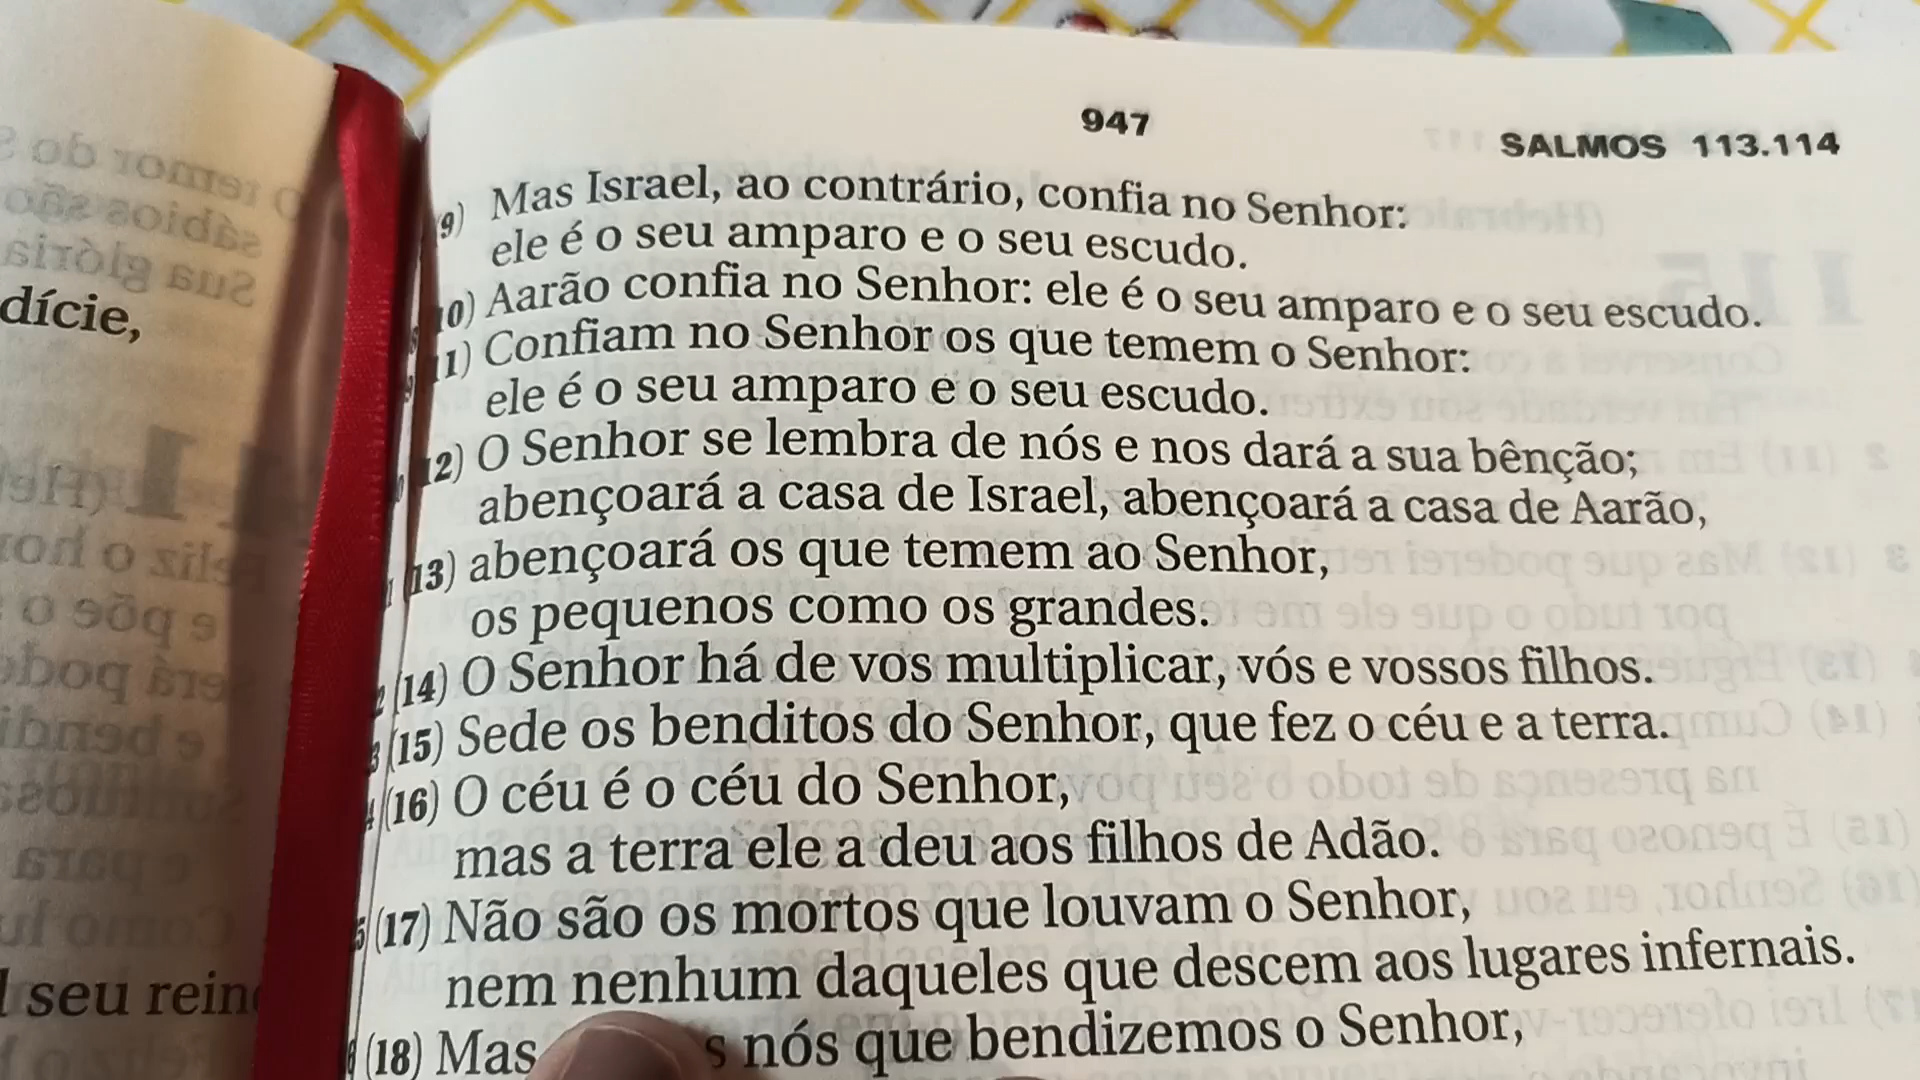 dície,
seu rein
947
SALMOS 113.114
9) Mas Israel, ao contrário, confia no Senhor:
ele é o seu amparo e o seu escudo.
10) Aarão confia no Senhor: ele é o seu amparo e o seu escudo.
11) Confiam no Senhor os que temem o Senhor:
ele é o seu amparo e o seu escudo.
12) O Senhor se lembra de nós e nos dará a sua bênção;
abençoará a casa de Israel, abençoará a casa de Aarão,
(13) abençoará os que temem ao Senhor,
os pequenos como os grandes.
(14) O Senhor há de vos multiplicar, vós e vossos filhos.
(15) Sede os benditos do Senhor, que fez o céu e a terra.
(16) O céu é o céu do Senhor,
mas a terra ele a deu aos filhos de Adão.
(17) Não são os mortos que louvam o Senhor,
nem nenhum daqueles que descem aos lugares infernais.
(18) Mas s nós que bendizemos o Senhor,